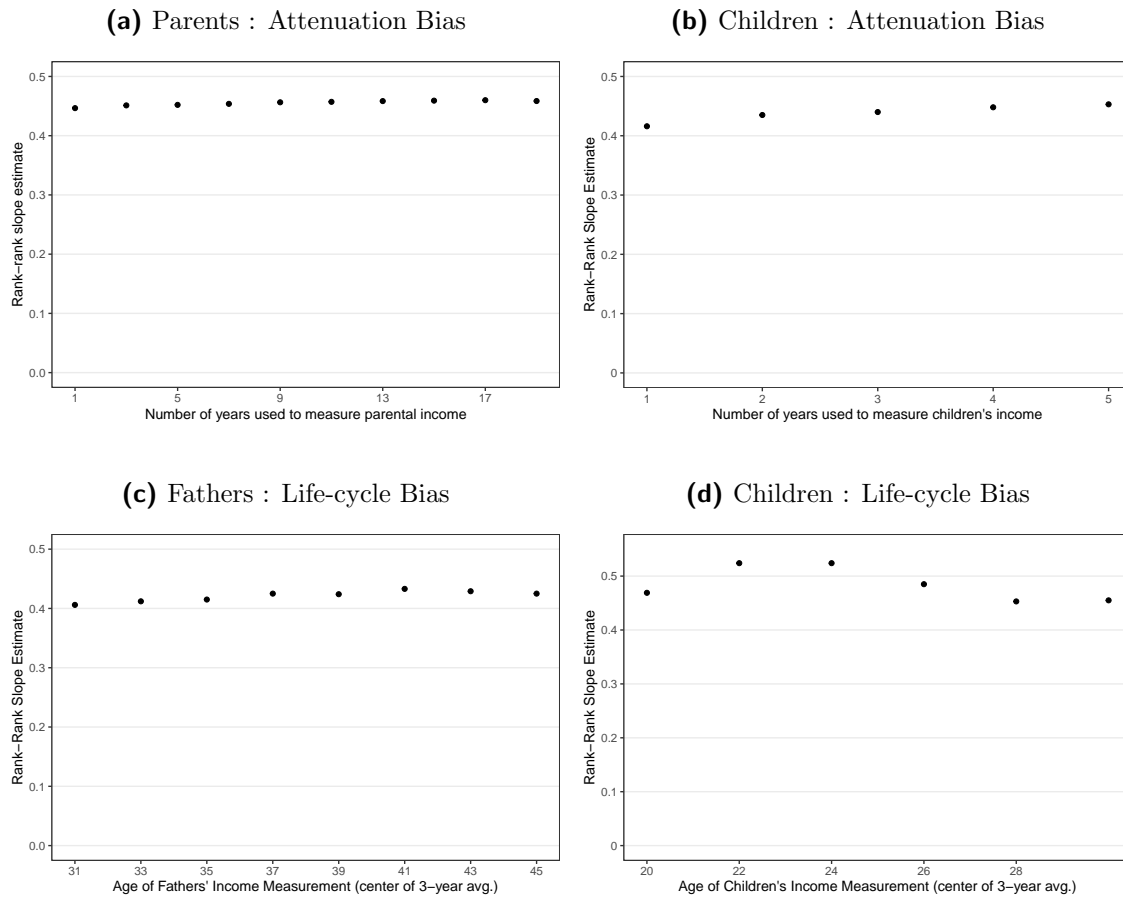 (a) Parents : Attenuation Bias
0.5
0.4
0.3
0.2
0.1
0.0
Rank−rank slope estimate
1 5 9 13 17
Number of years used to measure parental income
(b) Children : Attenuation Bias
0.5
0.4
0.3
0.2
0.1
0
Rank−Rank Slope Estimate
1 2 3 4 5
Number of years used to measure children's income
(c) Fathers : Life-cycle Bias
0.5
0.4
0.3
0.2
0.1
0.0
Rank−Rank Slope Estimate
31 33 35 37 39 41 43 45
Age of Fathers' Income Measurement (center of 3−year avg.)
(d) Children : Life-cycle Bias
0.5
0.4
0.3
0.2
0.1
0
Rank−Rank Slope Estimate
20 22 24 26 28
Age of Children's Income Measurement (center of 3−year avg.)